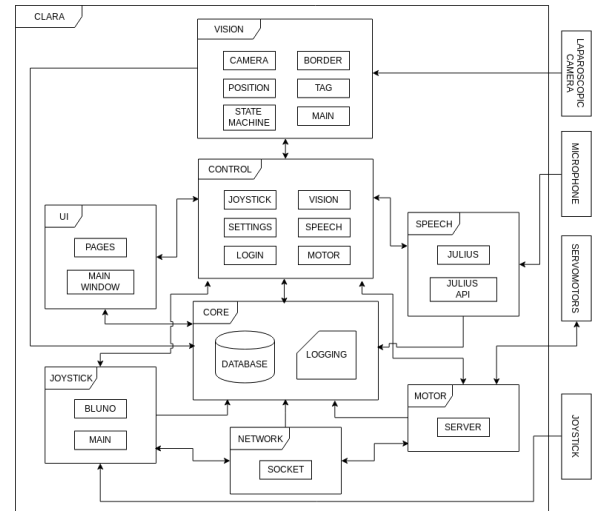 CLARA
VISION
CAMERA
BORDER
POSITION
TAG
STATE
MACHINE
MAIN
LAPAROSCOPIC
CAMERA
MICROPHONE
CONTROL
JOYSTICK
VISION
SETTINGS
SPEECH
LOGIN
MOTOR
UI
PAGES
MAIN
WINDOW
SPEECH
JULIUS
JULIUS
API
SERVOMOTORS
CORE
DATABASE
LOGGING
JOYSTICK
BLUNO
MAIN
NETWORK
SOCKET
MOTOR
SERVER
JOYSTICK